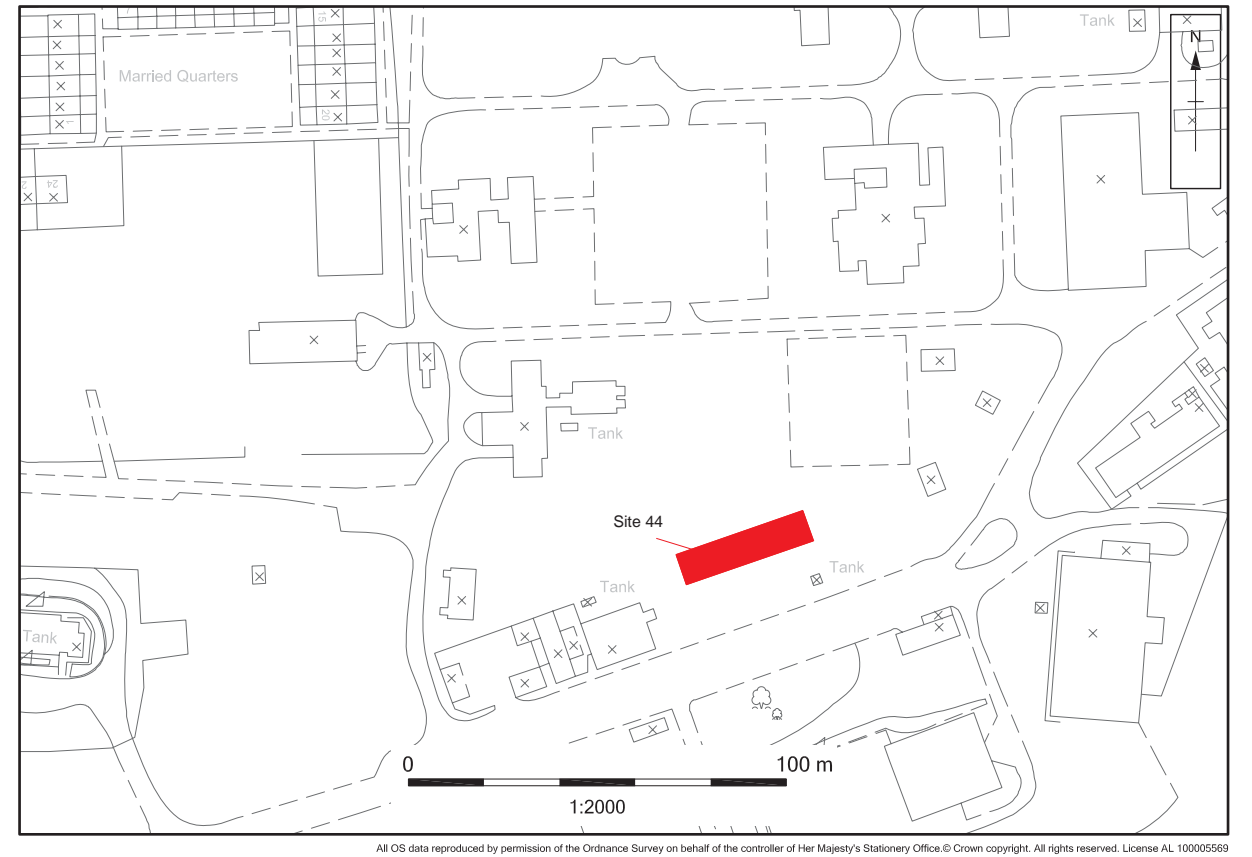 15
Tank
N
Married Quarters
1
20
24
Tank
Site 44
Tank
Tank
Tank
0 100 m
1:2000
All OS data reproduced by permission of the Ordnance Survey on behalf of the controller of Her Majesty's Stationery Office.© Crown copyright. All rights reserved. License AL 100005569